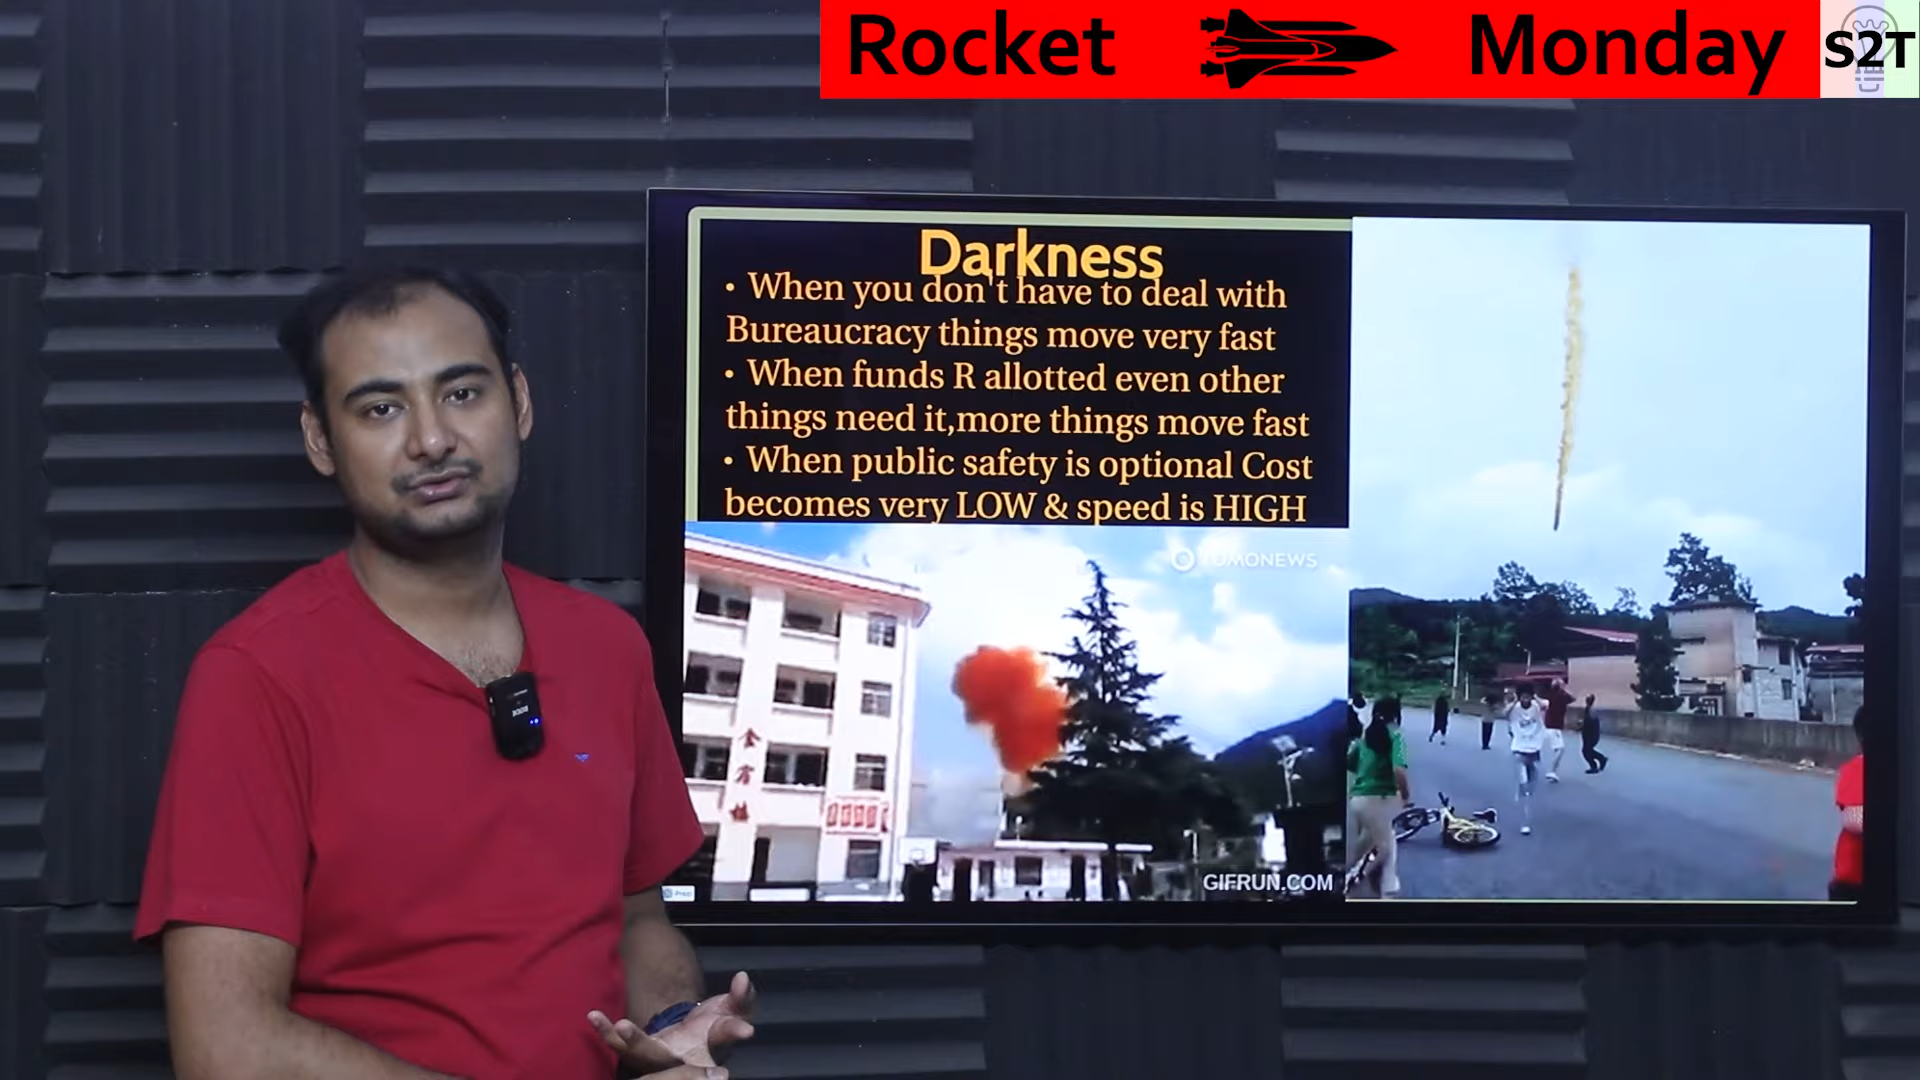 Rocket Monday
S2T
Darkness
• When you don't have to deal with
Bureaucracy things move very fast
• When funds R allotted even other
things need it,more things move fast
• When public safety is optional Cost
becomes very LOW & speed is HIGH
TOMONEWS
GIFRUN.COM